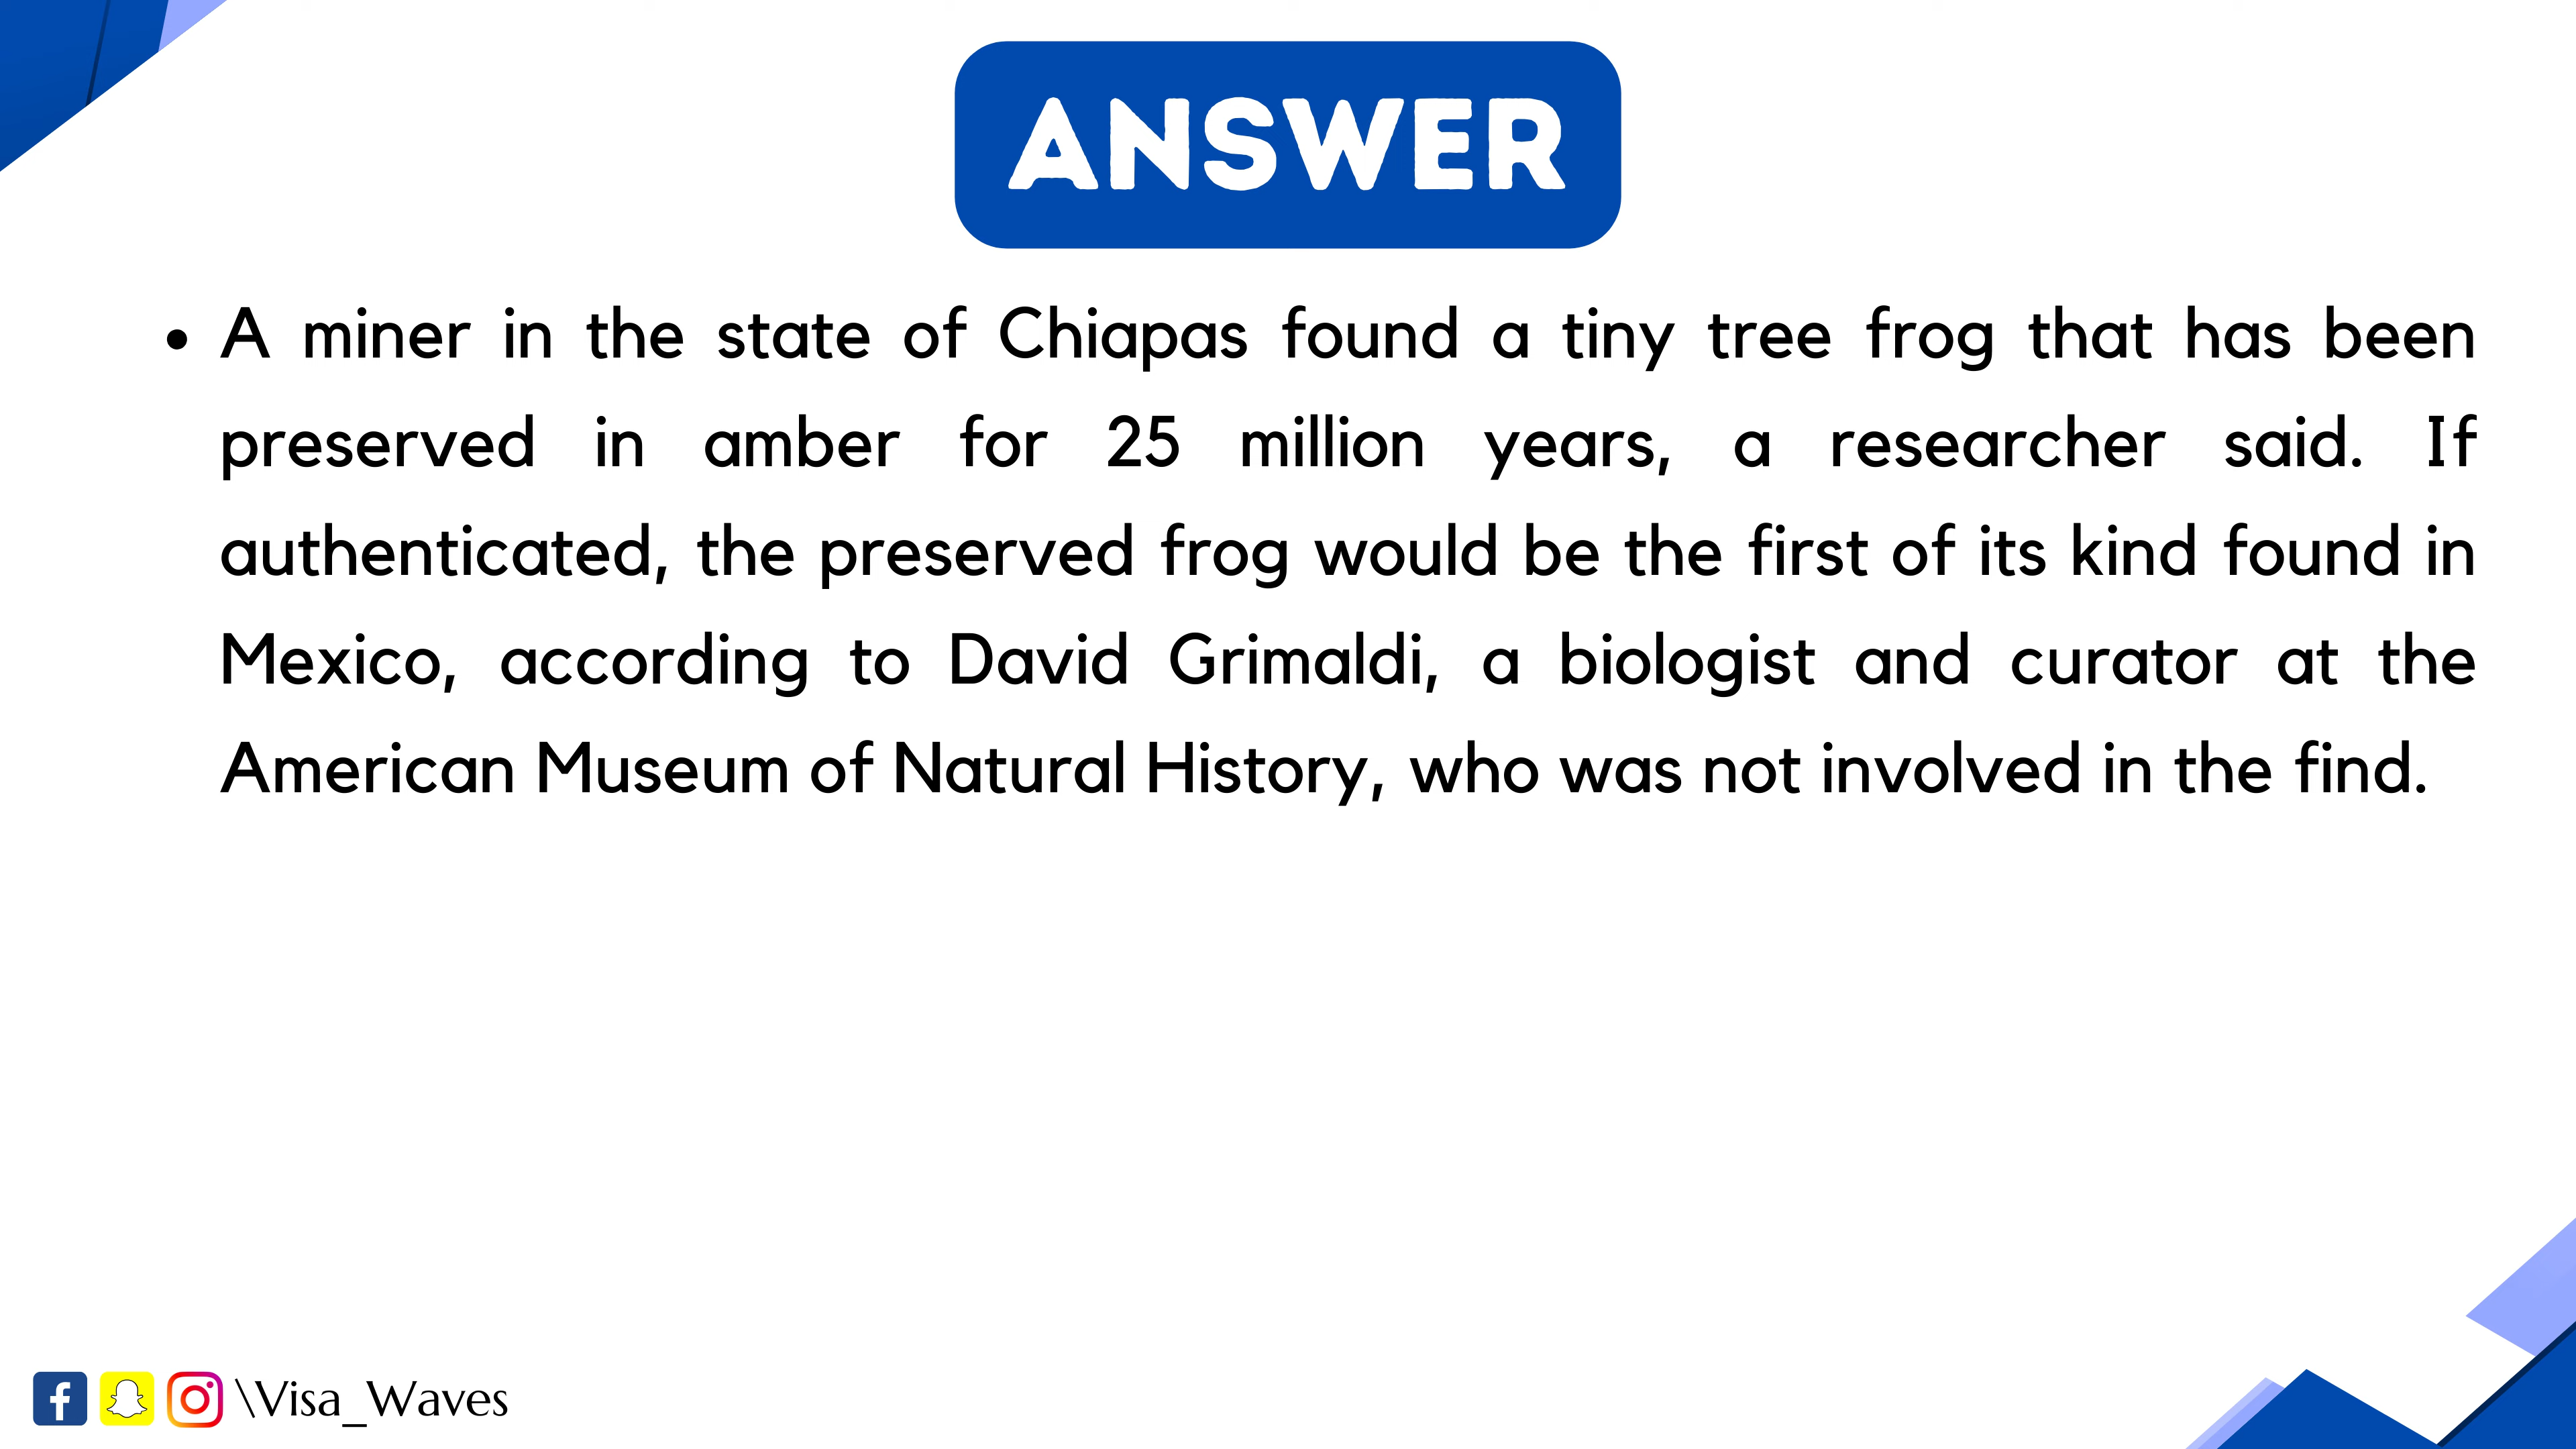 ANSWER
• A miner in the state of Chiapas found a tiny tree frog that has been
preserved in amber for 25 million years, a researcher said. If
authenticated, the preserved frog would be the first of its kind found in
Mexico, according to David Grimaldi, a biologist and curator at the
American Museum of Natural History, who was not involved in the find.
\Visa_Waves